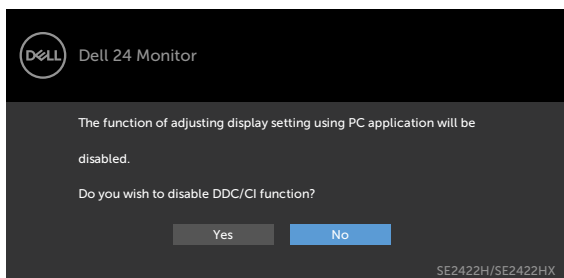 DELL Dell 24 Monitor
The function of adjusting display setting using PC application will be
disabled.
Do you wish to disable DDC/CI function?
Yes No
SE2422H/SE2422HX